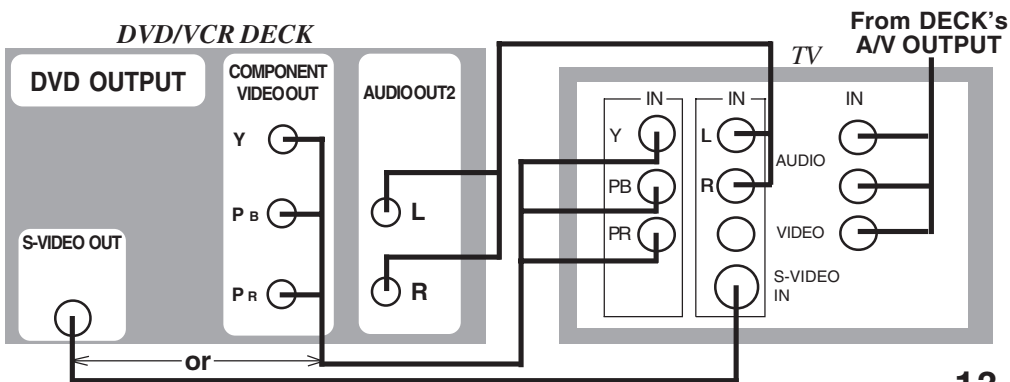 DVD/VCR DECK
From DECK's
A/V OUTPUT
TV
DVD OUTPUT
COMPONENT
VIDEO OUT
AUDIO OUT2
Y
PB
PR
L
R
S-VIDEO OUT
or
IN
Y
PB
PR
IN
L
R
IN
AUDIO
VIDEO
S-VIDEO
IN